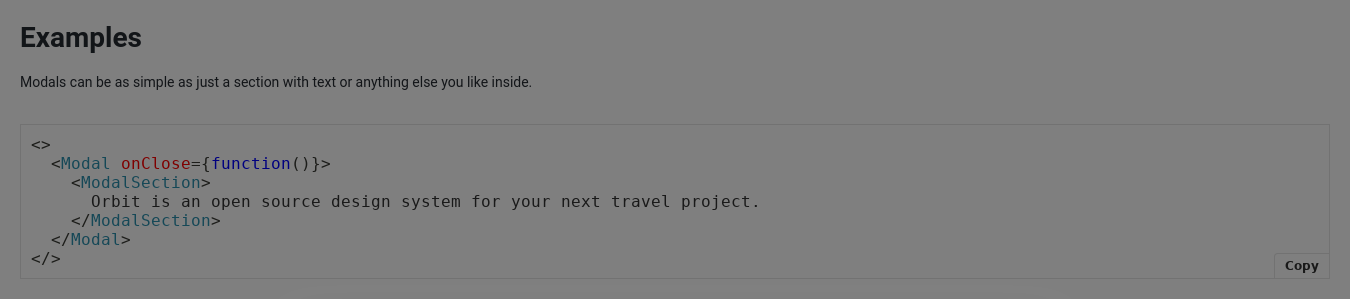 Examples
Modals can be as simple as just a section with text or anything else you like inside.
<>
  <Modal onClose={function()}>
    <ModalSection>
      Orbit is an open source design system for your next travel project.
    </ModalSection>
  </Modal>
</>
Copy